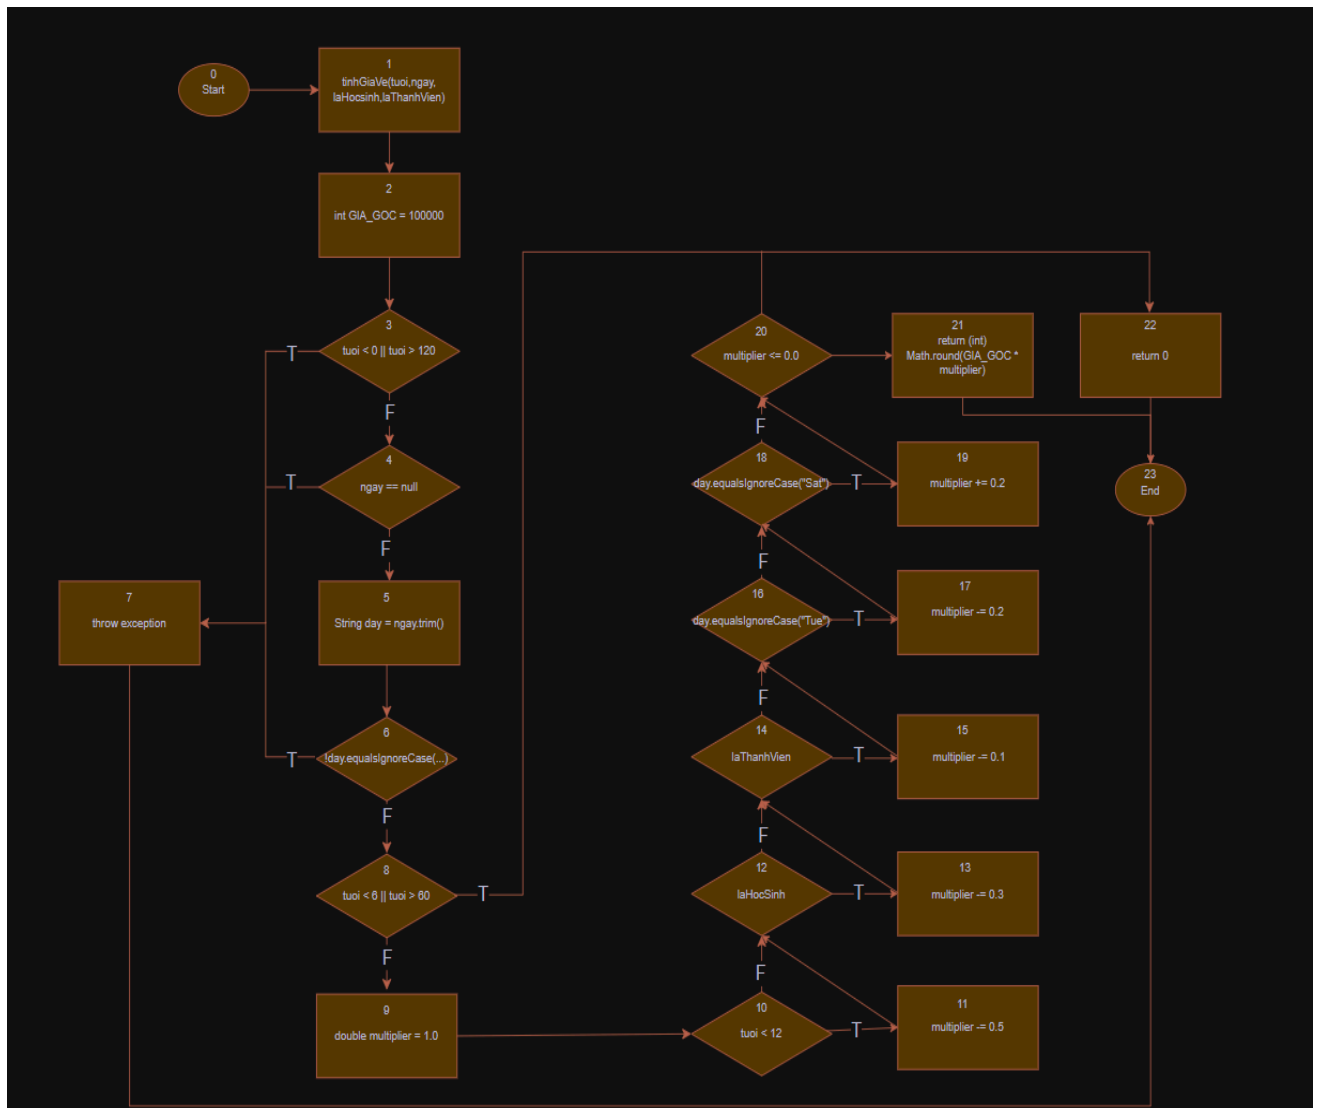 0
Start
1
tinhGiaVe(tuoi,ngay,
laHocsinh,laThanhVien)
2
int GIA_GOC = 100000
3
tuoi < 0 || tuoi > 120
T
F
4
ngay == null
T
F
5
String day = ngay.trim()
6
!day.equalsIgnoreCase(...)
T
F
7
throw exception
8
tuoi < 6 || tuoi > 60
T
F
9
double multiplier = 1.0
10
tuoi < 12
T
F
11
multiplier -= 0.5
12
laHocSinh
T
F
13
multiplier -= 0.3
14
laThanhVien
T
F
15
multiplier -= 0.1
16
day.equalsIgnoreCase("Tue")
T
F
17
multiplier -= 0.2
18
day.equalsIgnoreCase("Sat")
T
F
19
multiplier += 0.2
20
multiplier <= 0.0
21
return (int)
Math.round(GIA_GOC *
multiplier)
22
return 0
23
End